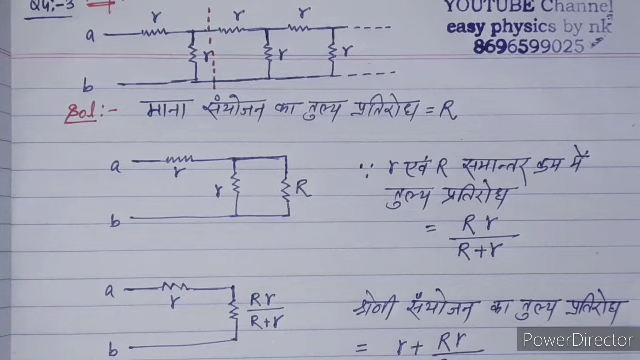 Qu:-3
YOUTUBE Channel
easy physics by nk
8696599025
r r r
a
r r r
b
Sol:- माना संयोजन का तुल्य प्रतिरोध = R
a
r
r R
b
∵ r एवं R समान्तर क्रम में
तुल्य प्रतिरोध
= Rr
R+r
a
r
Rr
R+r
b
श्रेणी संयोजन का तुल्य प्रतिरोध
= r + Rr
PowerDirector